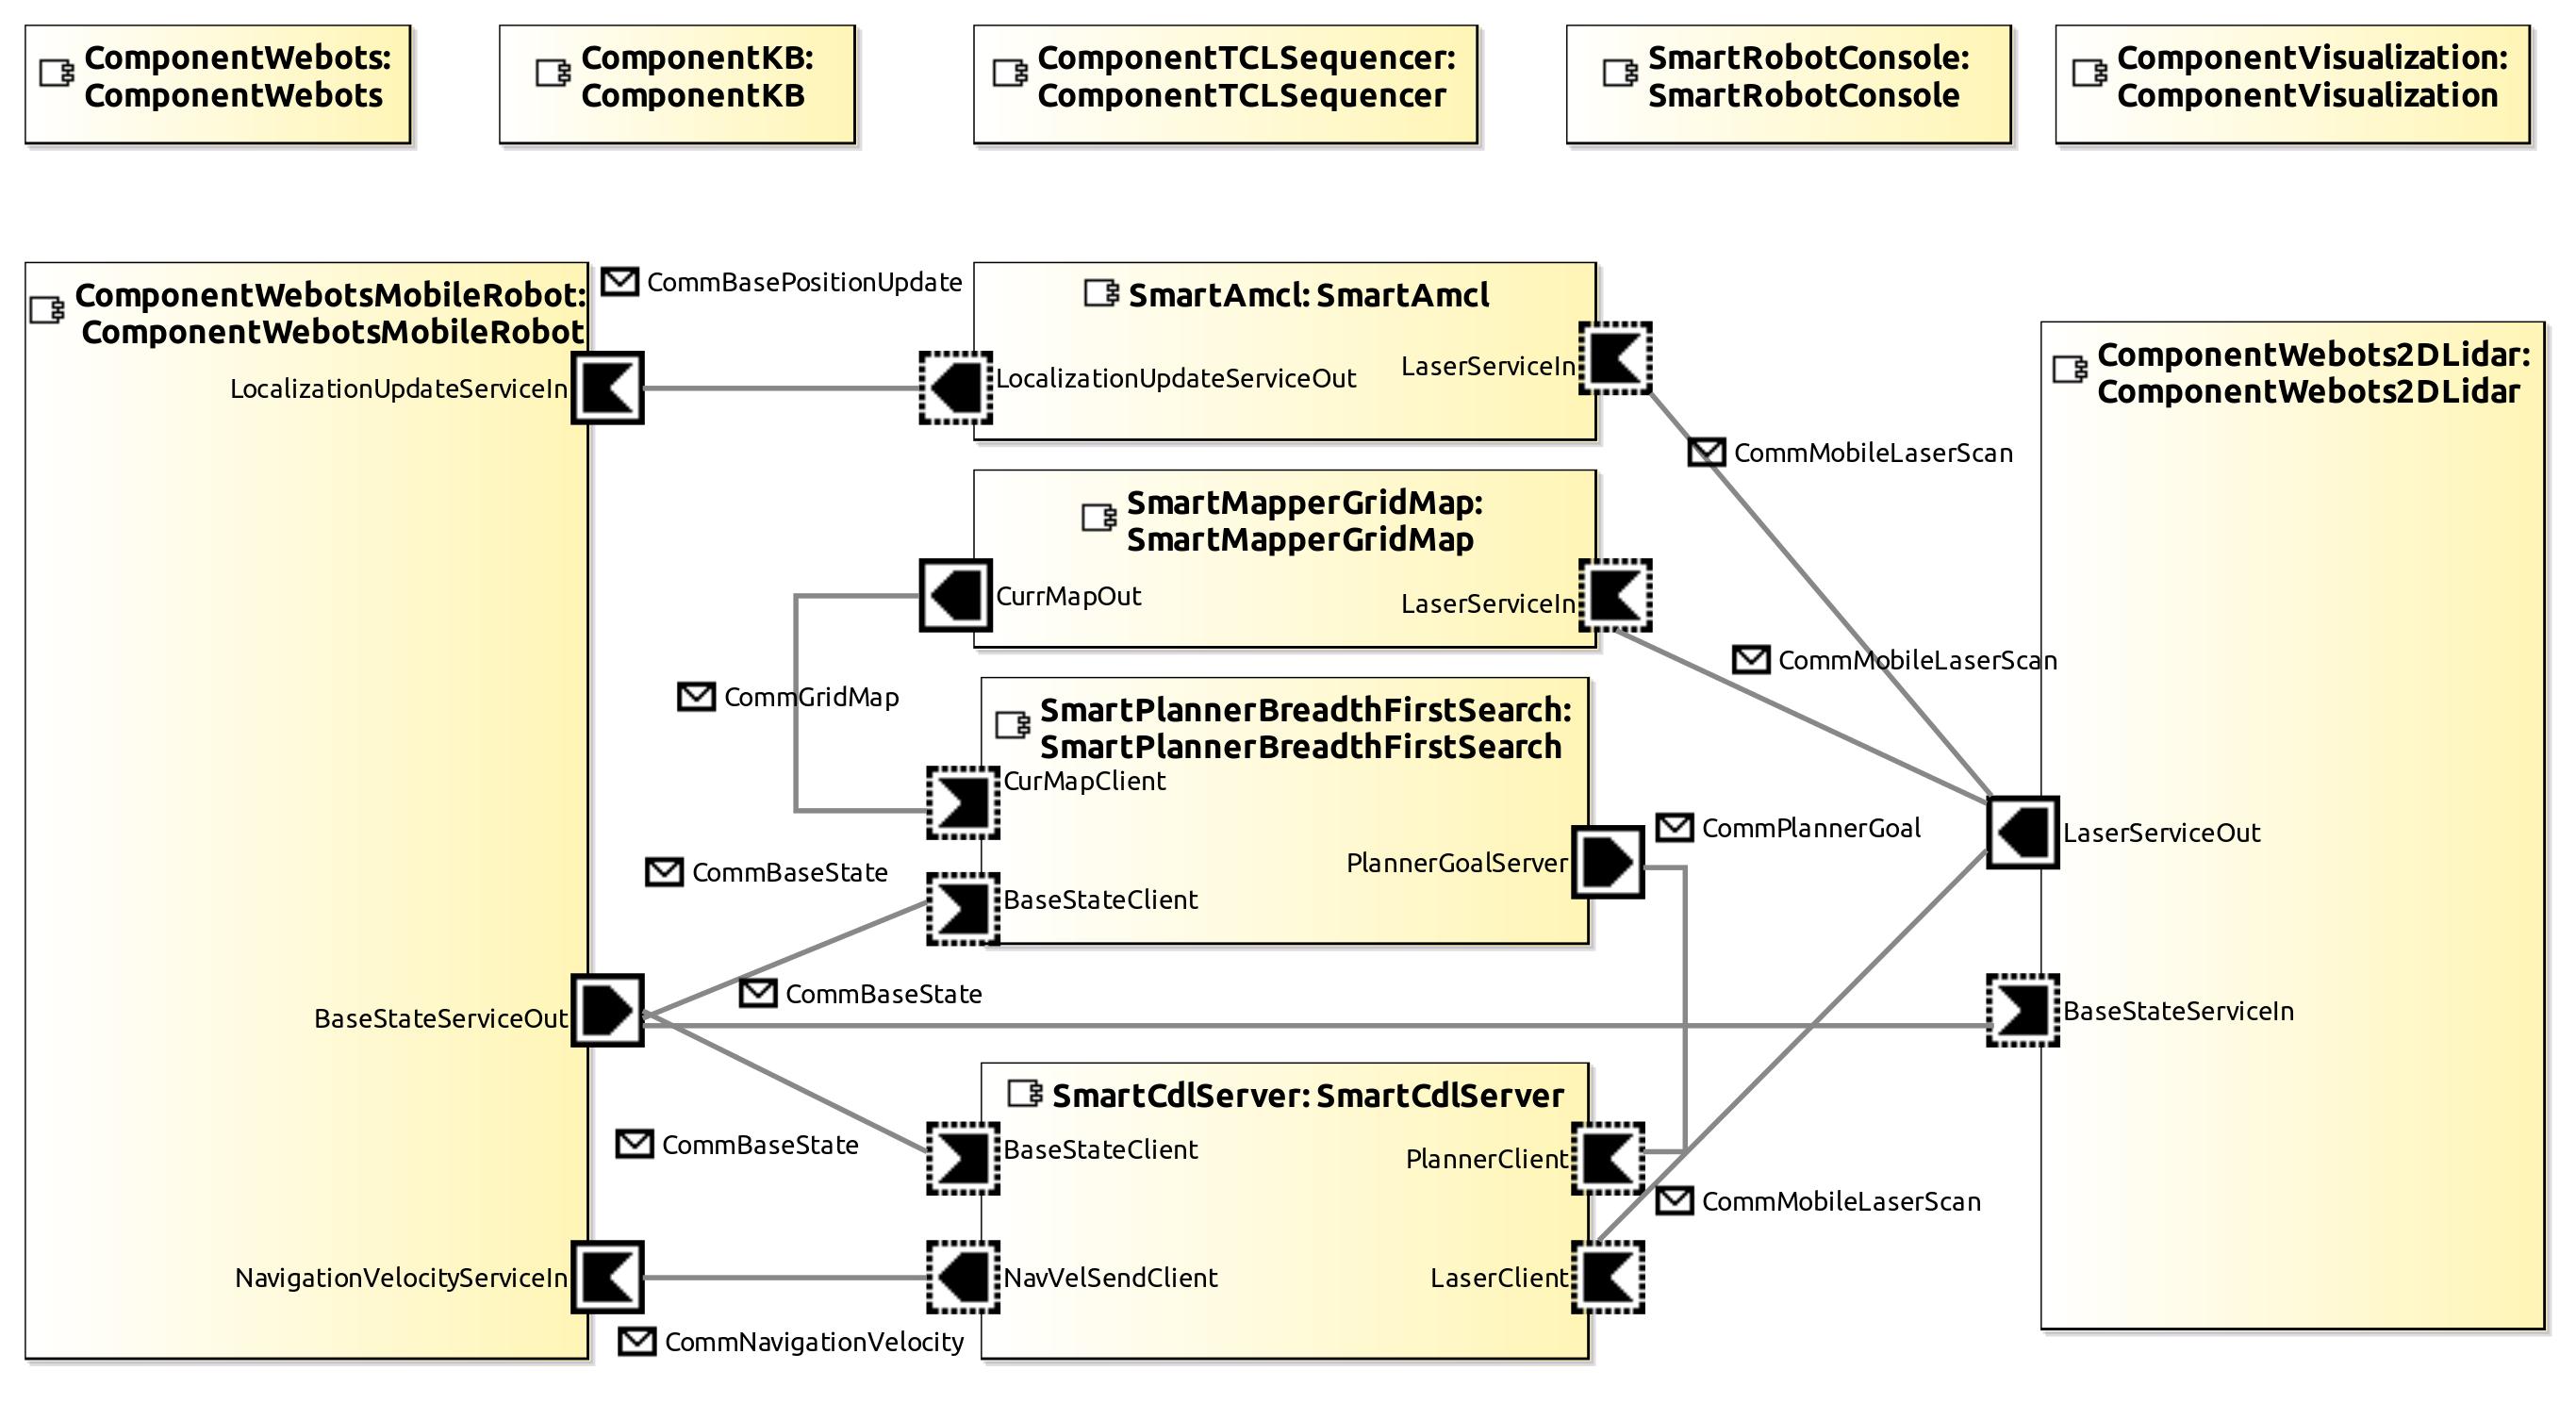 ComponentWebots:
ComponentWebots
ComponentKB:
ComponentKB
ComponentTCLSequencer:
ComponentTCLSequencer
SmartRobotConsole:
SmartRobotConsole
ComponentVisualization:
ComponentVisualization
ComponentWebotsMobileRobot:
ComponentWebotsMobileRobot
LocalizationUpdateServiceIn
BaseStateServiceOut
NavigationVelocityServiceIn
CommBasePositionUpdate
SmartAmcl: SmartAmcl
LocalizationUpdateServiceOut
LaserServiceIn
CommMobileLaserScan
SmartMapperGridMap:
SmartMapperGridMap
CurrMapOut
LaserServiceIn
CommMobileLaserScan
CommGridMap
SmartPlannerBreadthFirstSearch:
SmartPlannerBreadthFirstSearch
CurMapClient
BaseStateClient
PlannerGoalServer
CommPlannerGoal
CommBaseState
CommBaseState
SmartCdlServer: SmartCdlServer
BaseStateClient
PlannerClient
NavVelSendClient
LaserClient
CommBaseState
CommMobileLaserScan
CommNavigationVelocity
ComponentWebots2DLidar:
ComponentWebots2DLidar
LaserServiceOut
BaseStateServiceIn